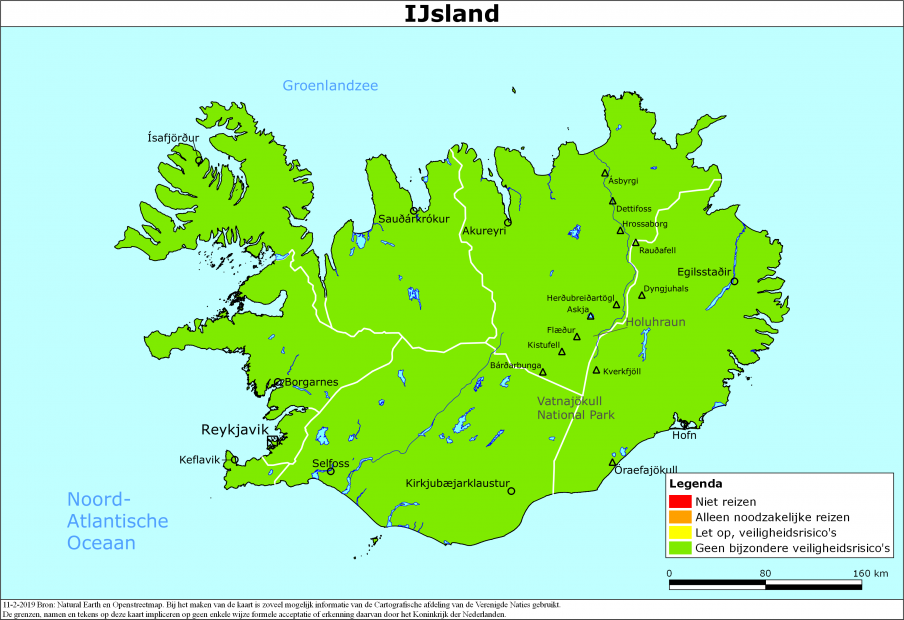 IJsland
Groenlandzee
Ísafjörður
Ásbyrgi
Dettifoss
Sauðárkrókur
Akureyri
Hrossaborg
Rauðafell
Egilsstaðir
Dyngjuhals
Herðubreiðartögl
Askja
Holuhraun
Flæður
Kistufell
Bárðarbunga
Kverkfjöll
Borgarnes
Vatnajökull
National Park
Reykjavik
Hofn
Keflavik
Selfoss
Öraefajökull
Kirkjubæjarklaustur
Noord-
Atlantische
Oceaan
Legenda
Niet reizen
Alleen noodzakelijke reizen
Let op, veiligheidsrisico's
Geen bijzondere veiligheidsrisico's
0 80 160 km
11-2-2019 Bron: Natural Earth en Openstreetmap. Bij het maken van de kaart is zoveel mogelijk informatie van de Cartografische afdeling van de Verenigde Naties gebruikt.
De grenzen, namen en tekens op deze kaart impliceren op geen enkele wijze formele acceptatie of erkenning daarvan door het Koninkrijk der Nederlanden.